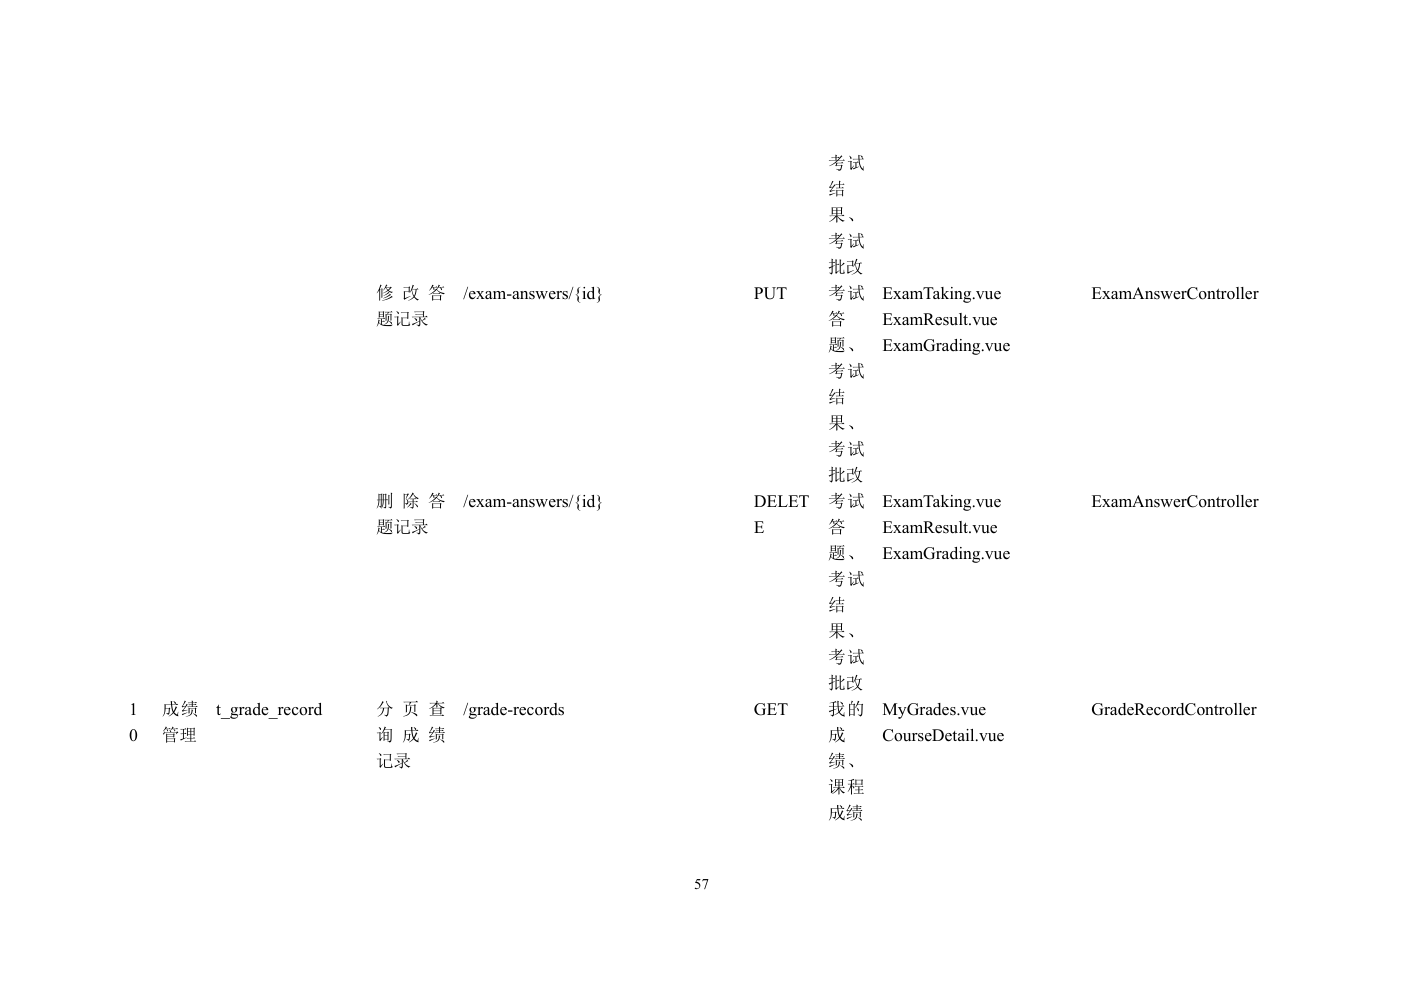 考试
结
果、
考试
批改
修改答 /exam-answers/{id} PUT 考试 ExamTaking.vue ExamAnswerController
题记录 答 ExamResult.vue
题、 ExamGrading.vue
考试
结
果、
考试
批改
删除答 /exam-answers/{id} DELET 考试 ExamTaking.vue ExamAnswerController
题记录 E 答 ExamResult.vue
题、 ExamGrading.vue
考试
结
果、
考试
批改
1 成绩 t_grade_record 分页查 /grade-records GET 我的 MyGrades.vue GradeRecordController
0 管理 询成绩 成 CourseDetail.vue
记录 绩、
课程
成绩
57